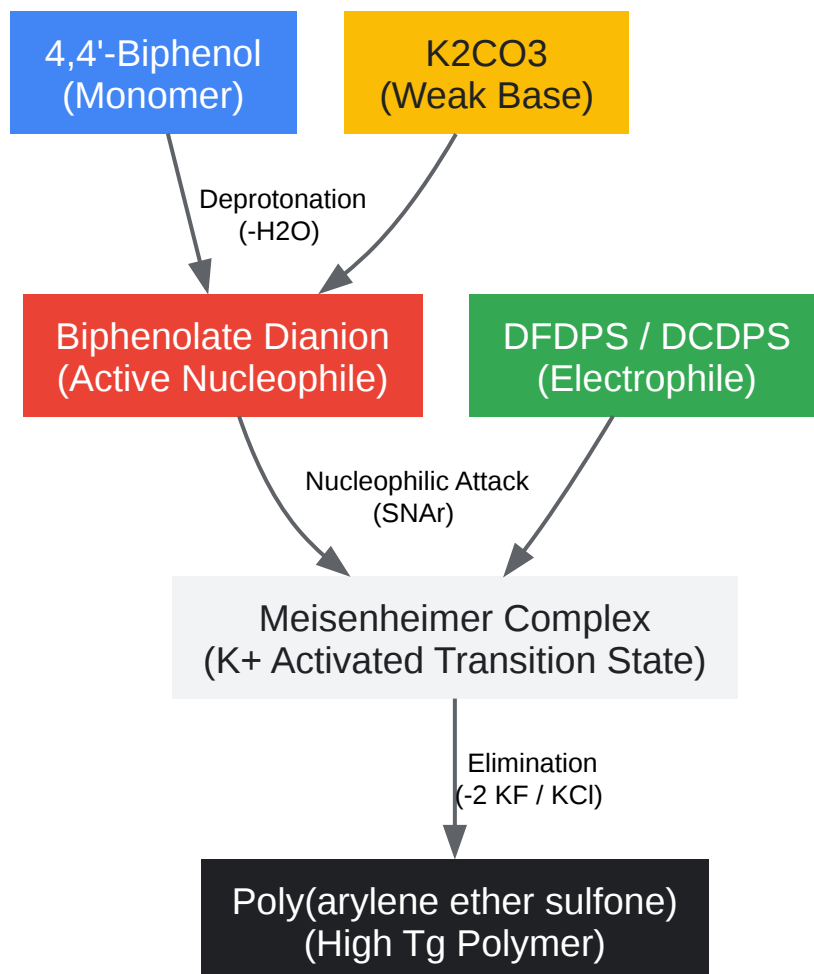 4,4'-Biphenol
(Monomer)
K2CO3
(Weak Base)
Deprotonation
(-H2O)
Biphenolate Dianion
(Active Nucleophile)
DFDPS / DCDPS
(Electrophile)
Nucleophilic Attack
(SNAr)
Meisenheimer Complex
(K+ Activated Transition State)
Elimination
(-2 KF / KCl)
Poly(arylene ether sulfone)
(High Tg Polymer)